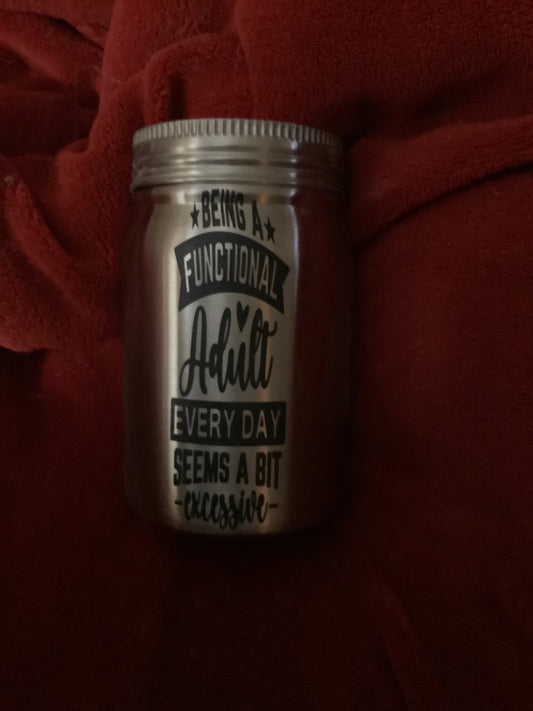 BEING A
FUNCTIONAL
Adult
EVERY DAY
SEEMS A BIT
-excessive-